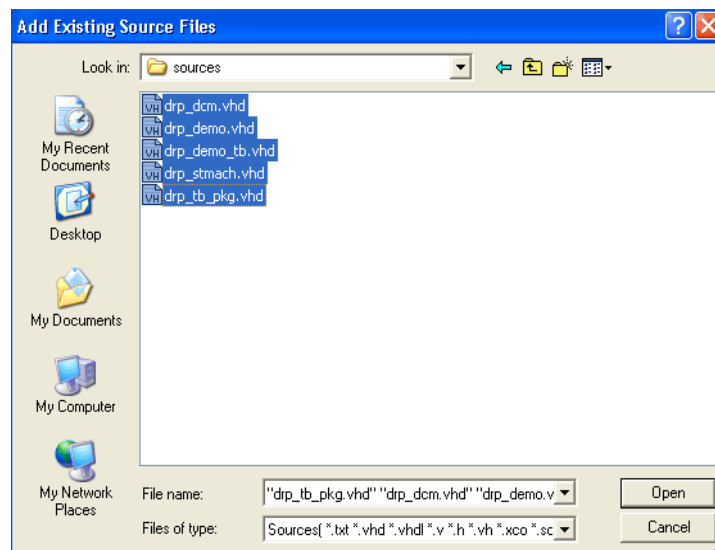 Add Existing Source Files
Look in:
sources
drp_dcm.vhd
drp_demo.vhd
drp_demo_tb.vhd
drp_stmach.vhd
drp_tb_pkg.vhd
My Recent
Documents
Desktop
My Documents
My Computer
My Network
Places
File name:
"drp_tb_pkg.vhd" "drp_dcm.vhd" "drp_demo.v
Open
Files of type:
Sources( *.txt *.vhd *.vhdl *.v *.h *.vh *.xco *.sc
Cancel